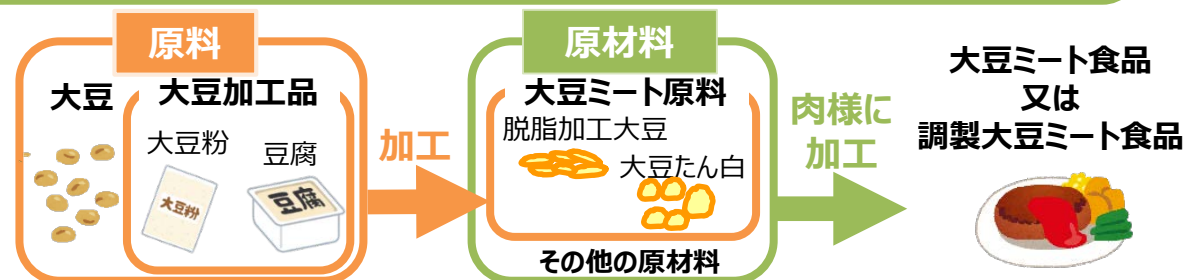 原料
大豆
大豆加工品
大豆粉
豆腐
大豆粉
豆腐
加工
原材料
大豆ミート原料
脱脂加工大豆
大豆たん白
その他の原材料
肉様に
加工
大豆ミート食品
又は
調製大豆ミート食品